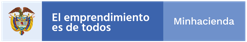 El emprendimiento
es de todos
Minhacienda